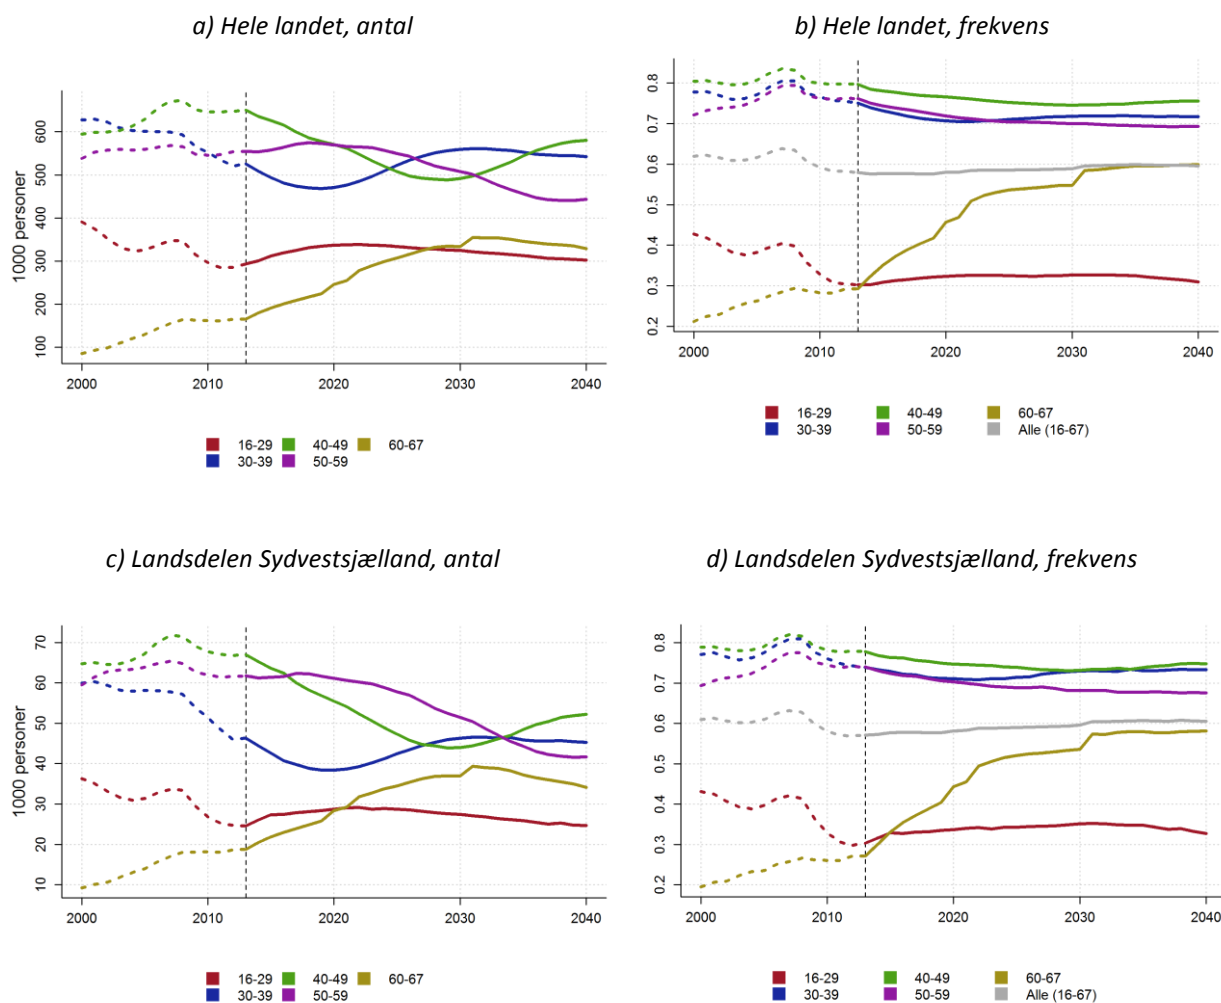 a) Hele landet, antal
1000 personer
600
500
400
300
200
100
2000 2010 2020 2030 2040
16-29 40-49 60-67
30-39 50-59
b) Hele landet, frekvens
0.8
0.7
0.6
0.5
0.4
0.3
0.2
2000 2010 2020 2030 2040
16-29 40-49 60-67
30-39 50-59 Alle (16-67)
c) Landsdelen Sydvestsjælland, antal
1000 personer
70
60
50
40
30
20
10
2000 2010 2020 2030 2040
16-29 40-49 60-67
30-39 50-59
d) Landsdelen Sydvestsjælland, frekvens
0.8
0.7
0.6
0.5
0.4
0.3
0.2
2000 2010 2020 2030 2040
16-29 40-49 60-67
30-39 50-59 Alle (16-67)